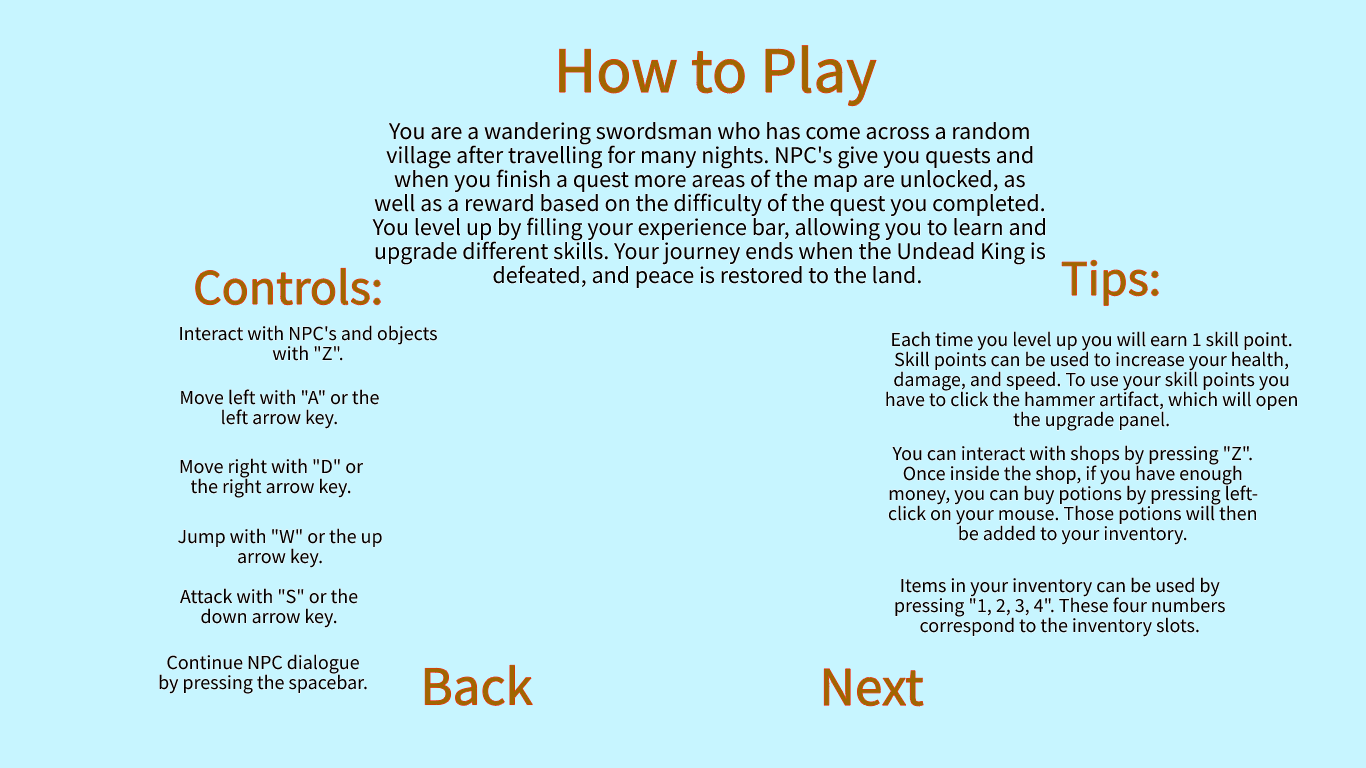 How to Play
You are a wandering swordsman who has come across a random
village after travelling for many nights. NPC's give you quests and
when you finish a quest more areas of the map are unlocked, as
well as a reward based on the difficulty of the quest you completed.
You level up by filling your experience bar, allowing you to learn and
upgrade different skills. Your journey ends when the Undead King is
defeated, and peace is restored to the land.
Controls:
Interact with NPC's and objects
with "Z".
Move left with "A" or the
left arrow key.
Move right with "D" or
the right arrow key.
Jump with "W" or the up
arrow key.
Attack with "S" or the
down arrow key.
Continue NPC dialogue
by pressing the spacebar.
Tips:
Each time you level up you will earn 1 skill point.
Skill points can be used to increase your health,
damage, and speed. To use your skill points you
have to click the hammer artifact, which will open
the upgrade panel.
You can interact with shops by pressing "Z".
Once inside the shop, if you have enough
money, you can buy potions by pressing left-
click on your mouse. Those potions will then
be added to your inventory.
Items in your inventory can be used by
pressing "1, 2, 3, 4". These four numbers
correspond to the inventory slots.
Back
Next